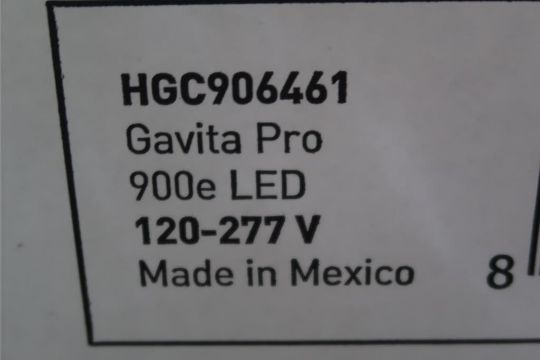 HGC906461
Gavita Pro
900e LED
120-277 V
Made in Mexico
8